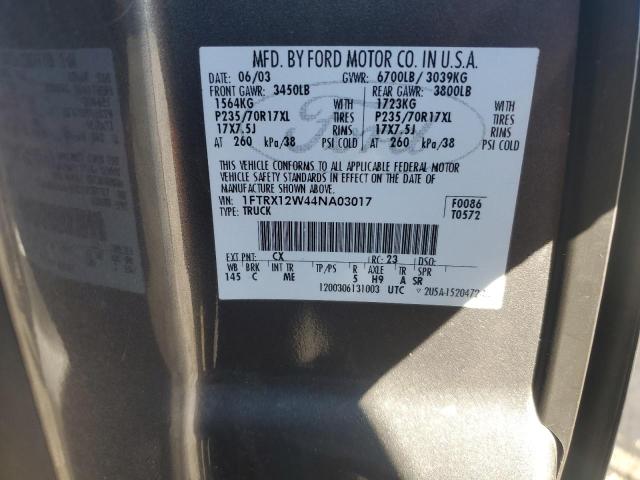 MFD. BY FORD MOTOR CO. IN U.S.A.
DATE: 06/03 GVWR: 6700LB / 3039KG
FRONT GAWR: 3450LB REAR GAWR: 3800LB
1564KG WITH 1723KG WITH
P235/70R17XL TIRES P235/70R17XL TIRES
17X7.5J RIMS 17X7.5J RIMS
AT 260 kPa/38 PSI COLD AT 260 kPa/38 PSI COLD
THIS VEHICLE CONFORMS TO ALL APPLICABLE FEDERAL MOTOR
VEHICLE SAFETY STANDARDS IN EFFECT ON THE DATE OF
MANUFACTURE SHOWN ABOVE.
VIN: 1FTRX12W44NA03017 F0086
TYPE: TRUCK T0572
EXT. PNT: CX RC: 23 DSO:
WB BRK INT TR TP/PS R AXLE TR SPR
145 C ME 5 H9 A SR
1200306131003 UTC
Ford